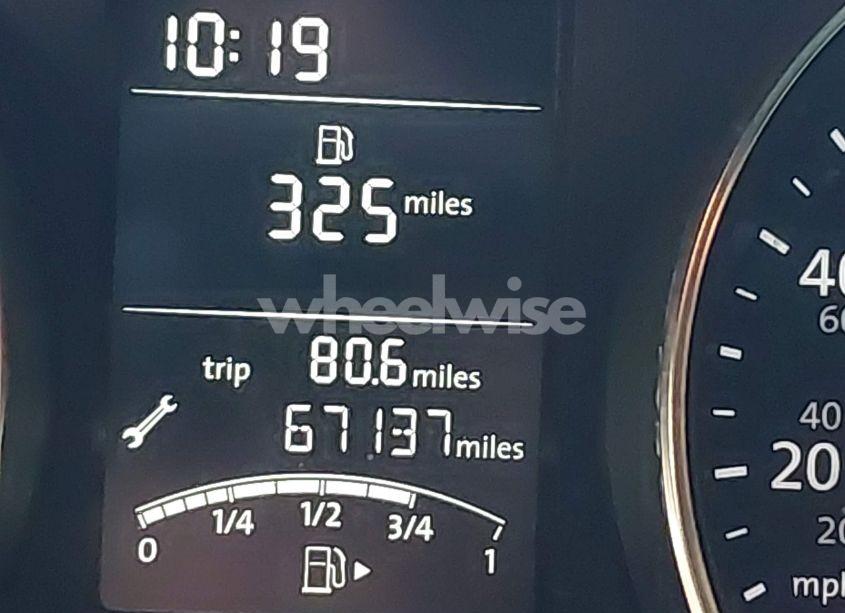 10:19
325 miles
wheelwise
trip 80.6 miles
67137 miles
0 1/4 1/2 3/4 1
40
60
40
20
20
mph